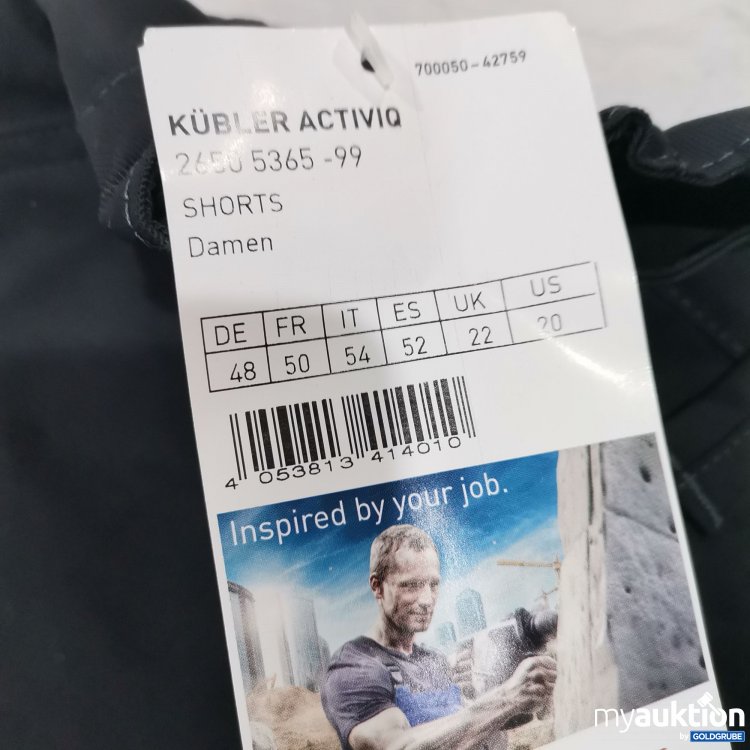 700050-42759
KÜBLER ACTIVIQ
2650 5365 -99
SHORTS
Damen
DE FR IT ES UK US
48 50 54 52 22 20
4 053813 414010
Inspired by your job.
myauktion
by GOLDGRUBE